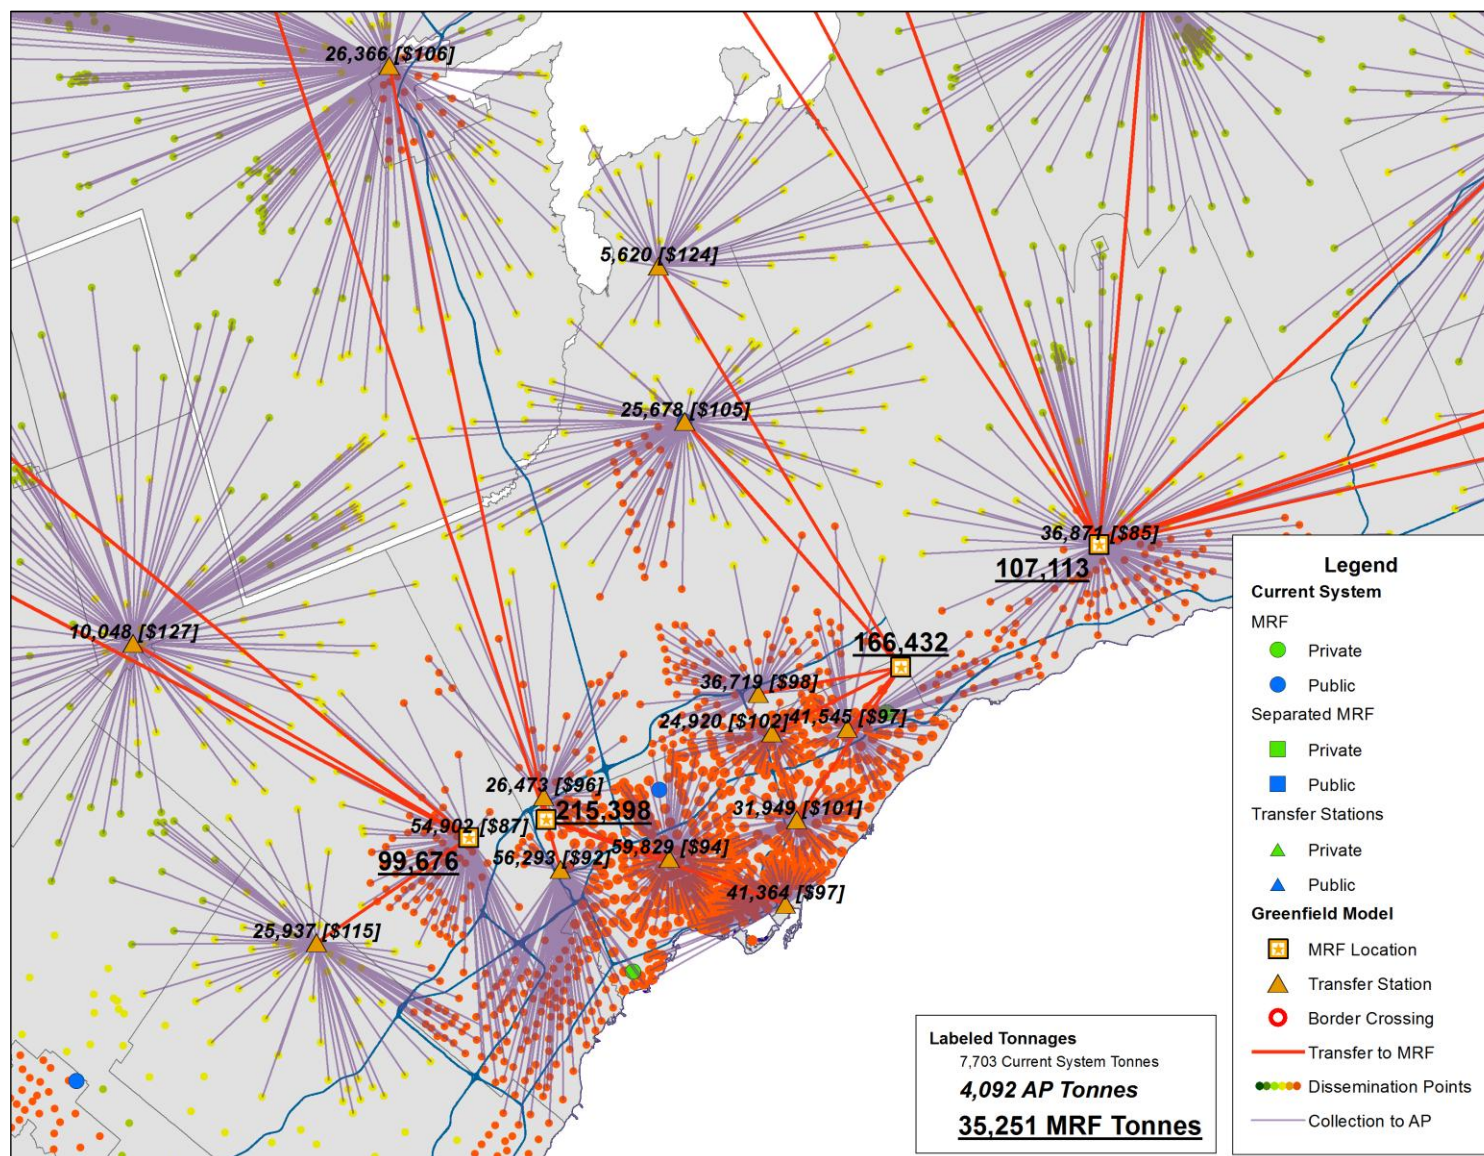 26,366 [$106]
5,620 [$124]
25,678 [$105]
36,871 [$85]
107,113
10,048 [$127]
166,432
36,719 [$98]
24,920 [$102]
41,545 [$97]
26,473 [$96]
215,398
31,949 [$101]
54,902 [$87]
99,676
56,293 [$92]
59,829 [$94]
41,364 [$97]
25,937 [$115]
Labeled Tonnages
7,703 Current System Tonnes
4,092 AP Tonnes
35,251 MRF Tonnes
Legend
Current System
MRF
Private
Public
Separated MRF
Private
Public
Transfer Stations
Private
Public
Greenfield Model
MRF Location
Transfer Station
Border Crossing
Transfer to MRF
Dissemination Points
Collection to AP